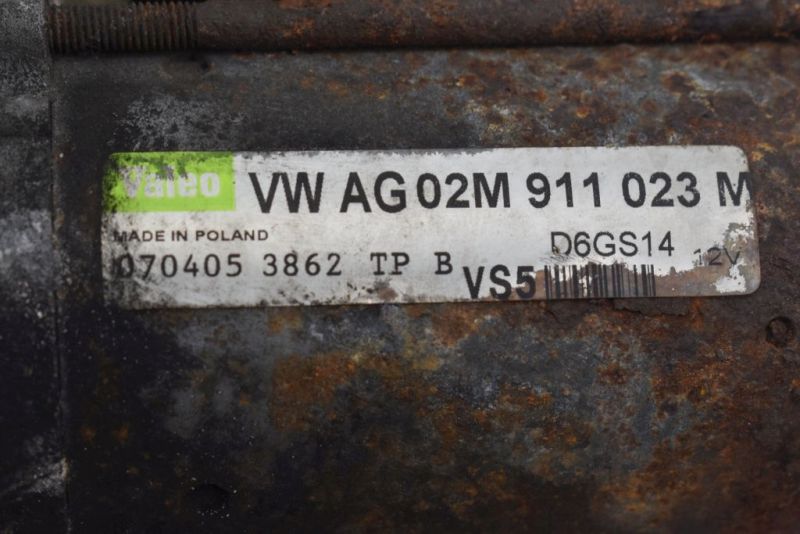 Valeo VW AG 02M 911 023 M
MADE IN POLAND
D6GS14 12V
070405 3862 TP B
VS5